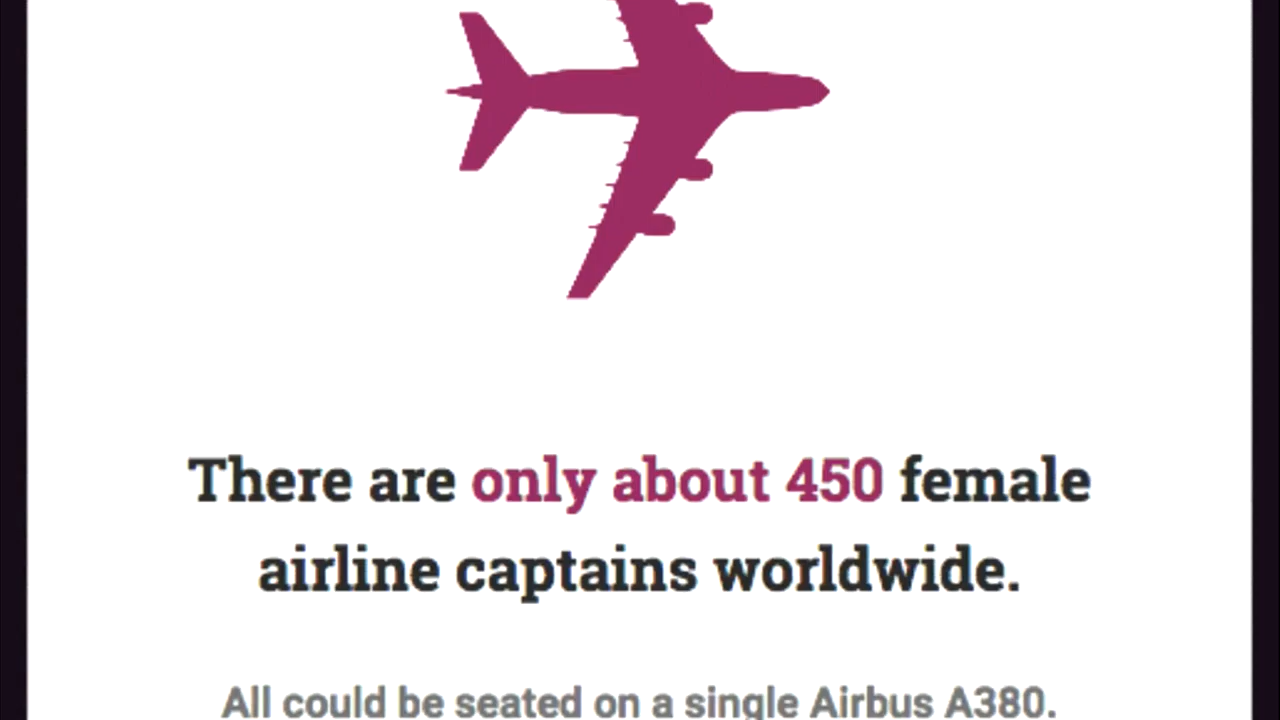 There are only about 450 female
airline captains worldwide.
All could be seated on a single Airbus A380.